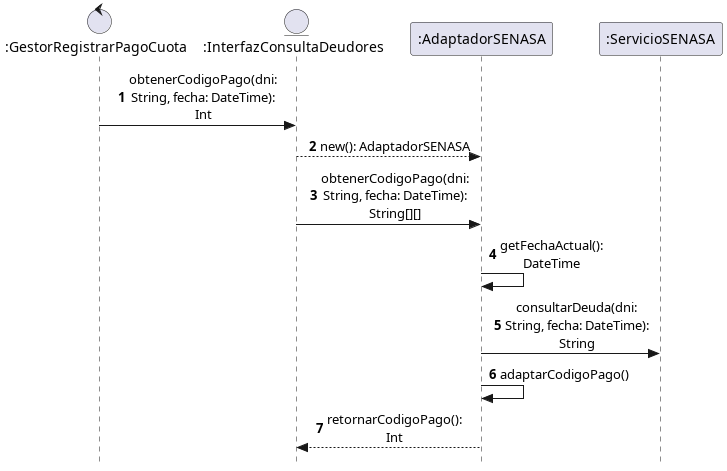 :GestorRegistrarPagoCuota
:InterfazConsultaDeudores
:AdaptadorSENASA
:ServicioSENASA
obtenerCodigoPago(dni:
1 String, fecha: DateTime):
Int
2 new(): AdaptadorSENASA
obtenerCodigoPago(dni:
3 String, fecha: DateTime):
String[][]
4 getFechaActual():
DateTime
consultarDeuda(dni:
5 String, fecha: DateTime):
String
6 adaptarCodigoPago()
7 retornarCodigoPago():
Int